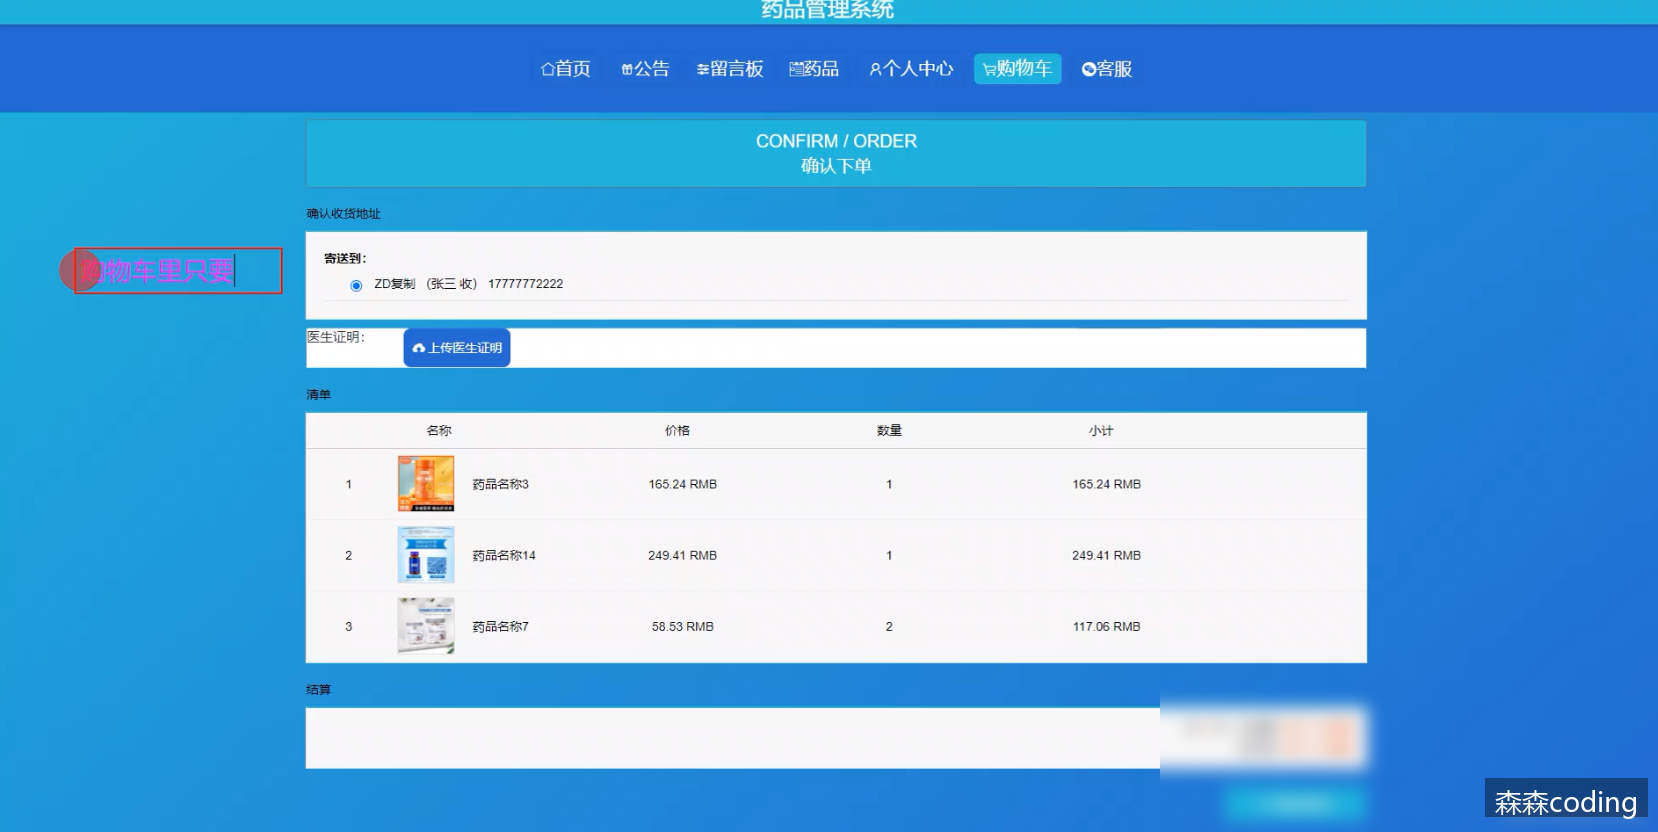 药品管理系统
首页 公告 留言板 药品 个人中心 购物车 客服
CONFIRM / ORDER
确认下单
确认收货地址
购物车里只要
寄送到：
ZD复制 （张三 收） 17777772222
医生证明： 上传医生证明
清单
名称 价格 数量 小计
1 药品名称3 165.24 RMB 1 165.24 RMB
2 药品名称14 249.41 RMB 1 249.41 RMB
3 药品名称7 58.53 RMB 2 117.06 RMB
结算
森森coding